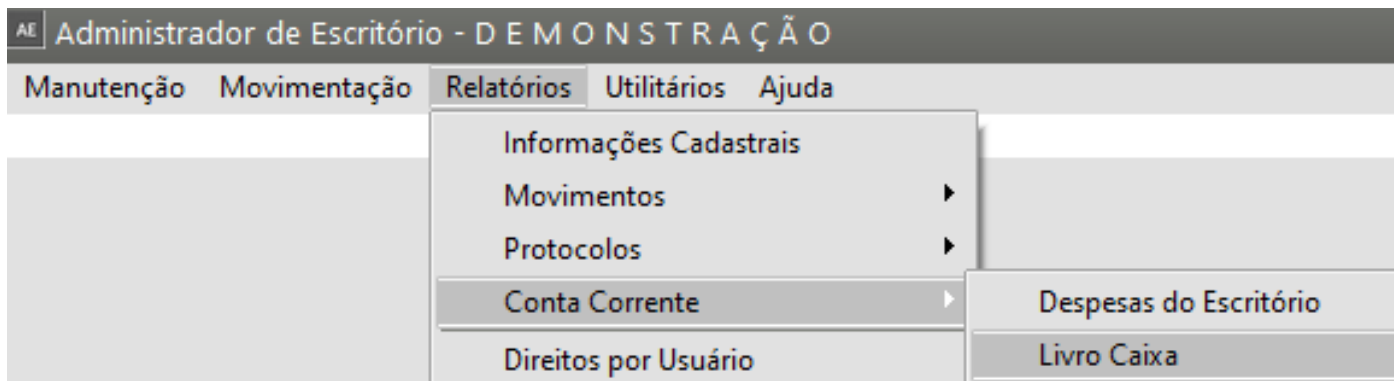 AE Administrador de Escritório - D E M O N S T R A Ç Ã O
Manutenção Movimentação Relatórios Utilitários Ajuda
Informações Cadastrais
Movimentos
Protocolos
Conta Corrente Despesas do Escritório
Direitos por Usuário Livro Caixa